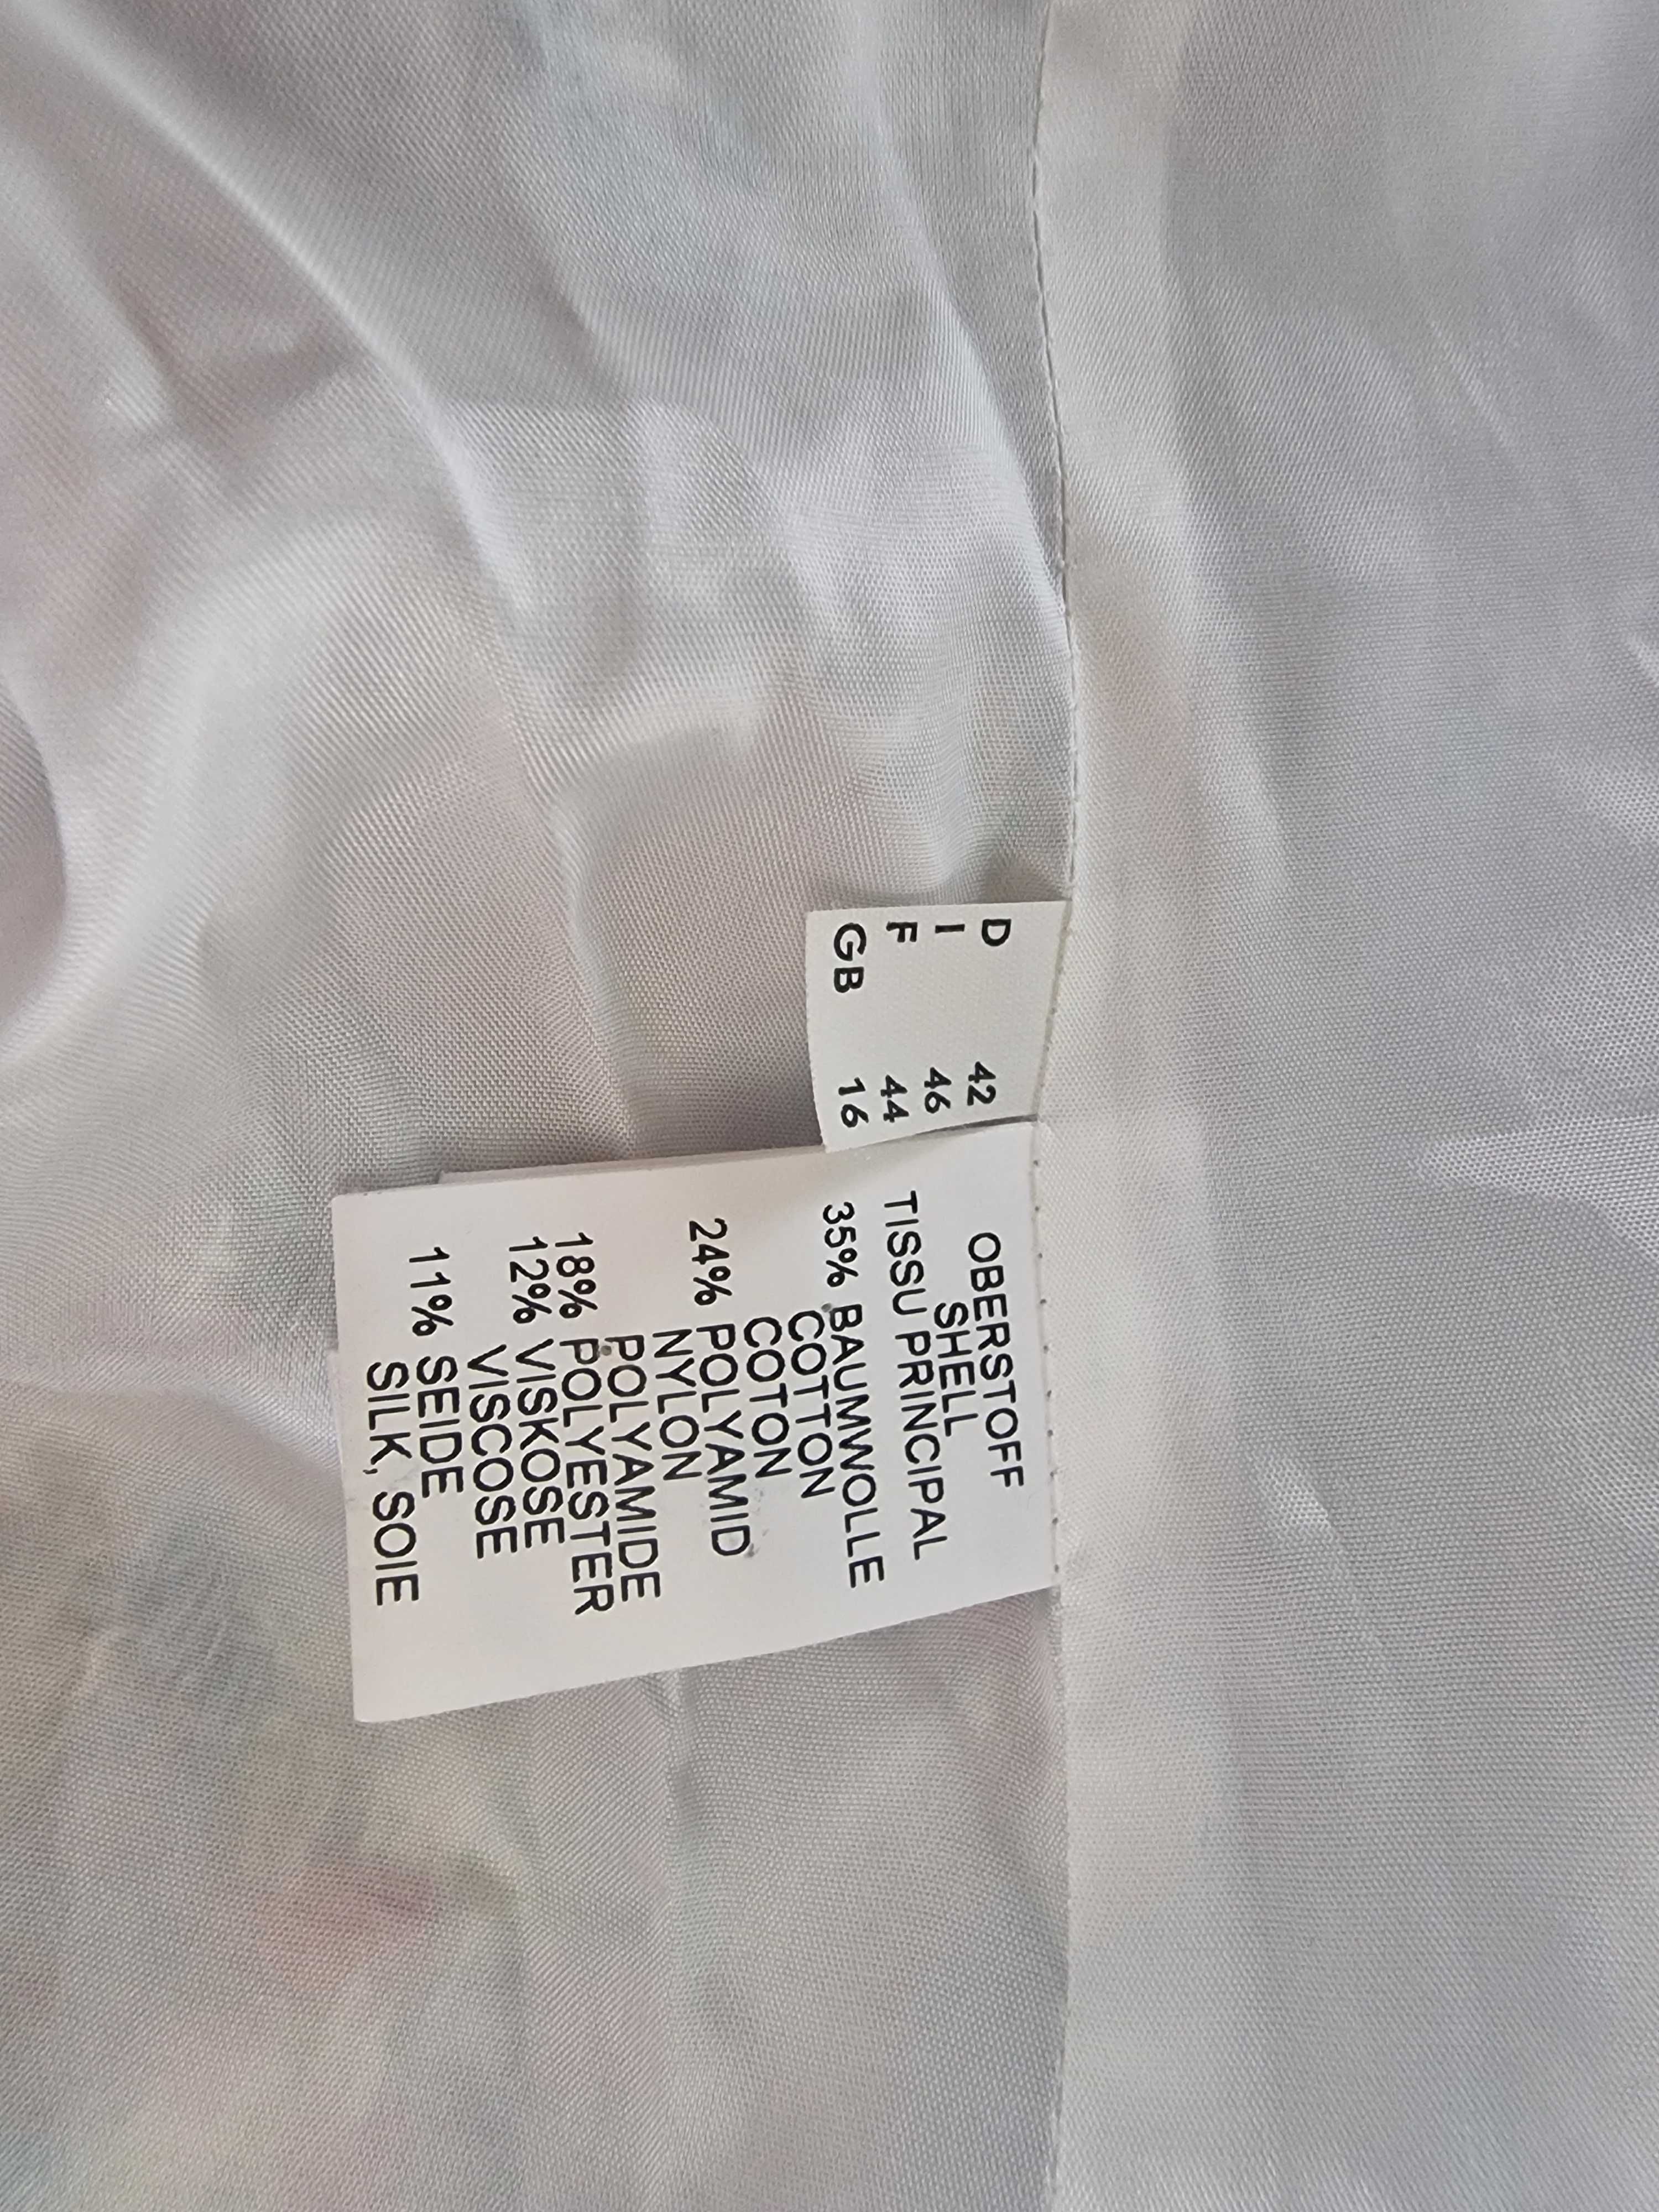 D 42
I 46
F 44
GB 16
OBERSTOFF
SHELL
TISSU PRINCIPAL
35% BAUMWOLLE
COTTON
COTON
24% POLYAMID
NYLON
POLYAMIDE
18% POLYESTER
12% VISKOSE
VISCOSE
11% SEIDE
SILK, SOIE